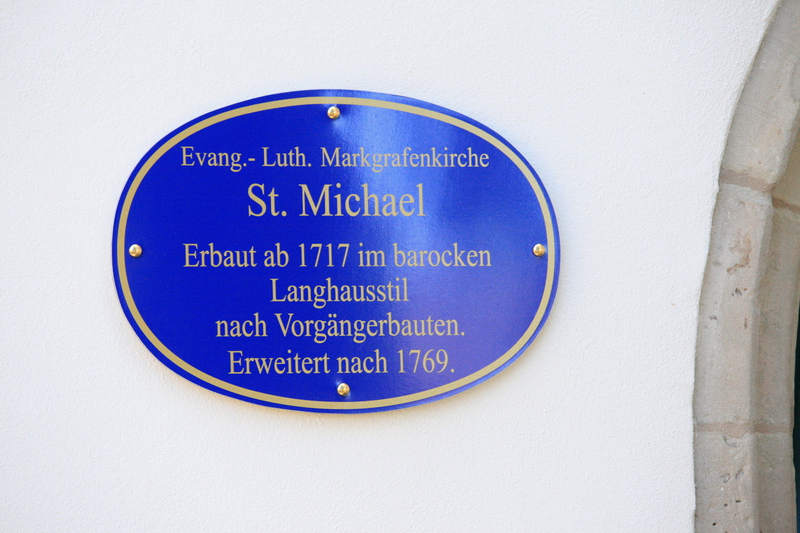 Evang.- Luth. Markgrafenkirche
St. Michael
Erbaut ab 1717 im barocken
Langhausstil
nach Vorgängerbauten.
Erweitert nach 1769.